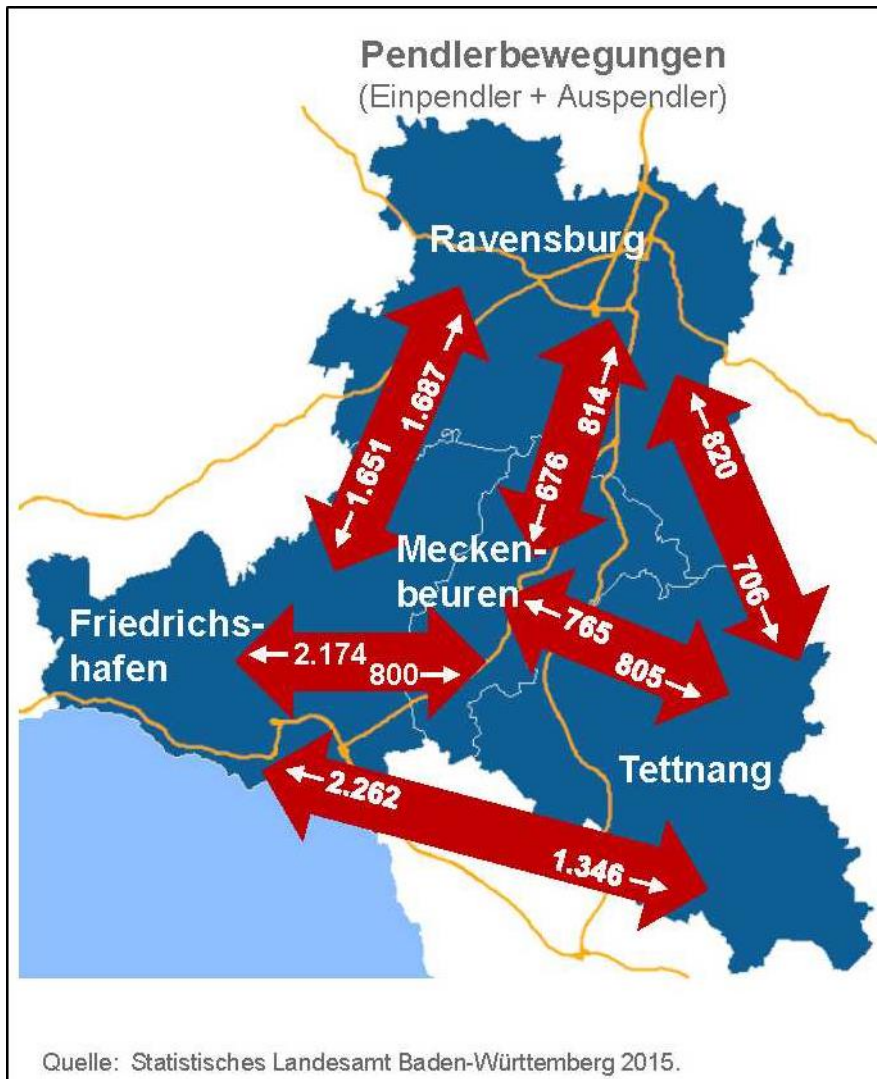 Pendlerbewegungen
(Einpendler + Auspendler)
Ravensburg
1.687
1.651
814
676
820
706
Mecken-
beuren
Friedrichs-
hafen
2.174
800
765
805
Tettnang
2.262
1.346
Quelle: Statistisches Landesamt Baden-Württemberg 2015.